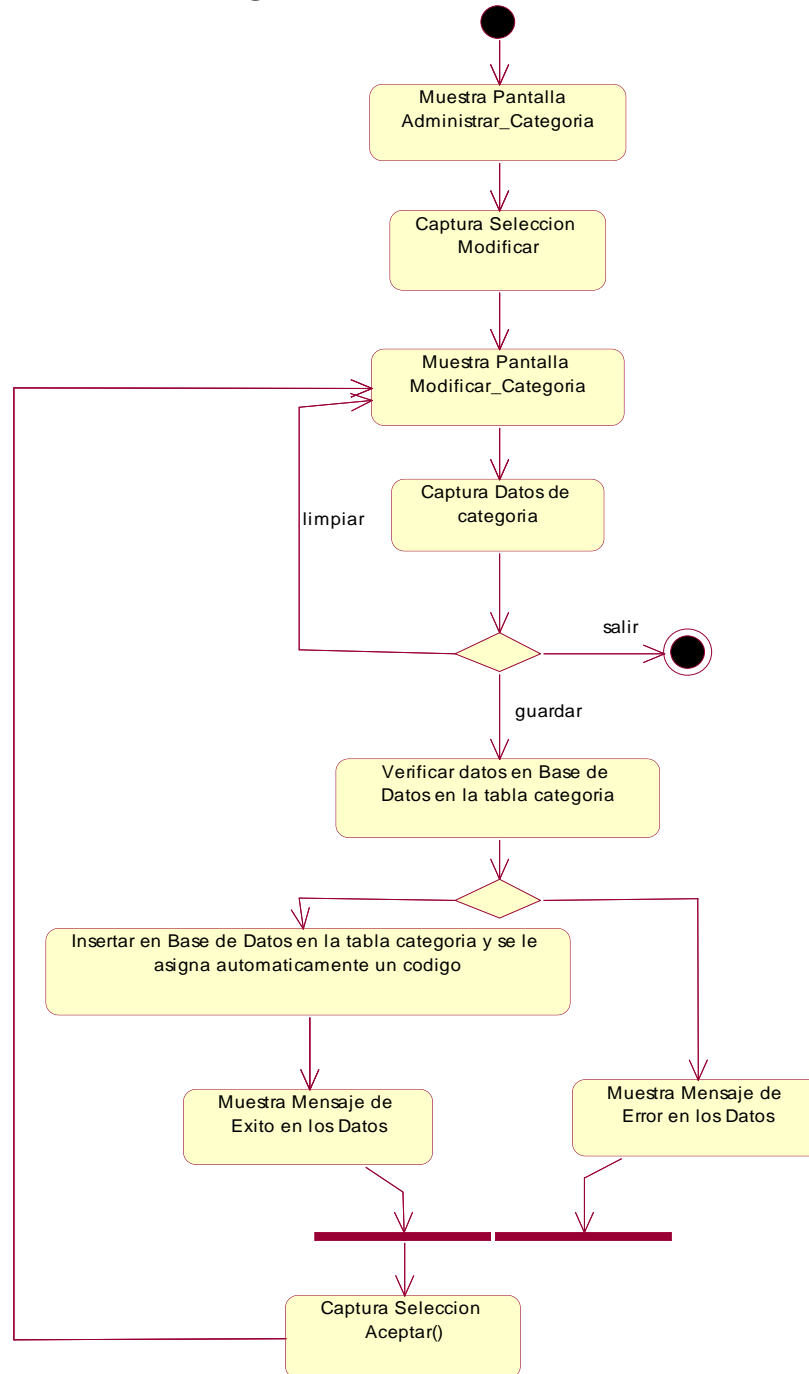 Muestra Pantalla
Administrar_Categoria
Captura Seleccion
Modificar
Muestra Pantalla
Modificar_Categoria
Captura Datos de
categoria
limpiar
salir
guardar
Verificar datos en Base de
Datos en la tabla categoria
Insertar en Base de Datos en la tabla categoria y se le
asigna automaticamente un codigo
Muestra Mensaje de
Exito en los Datos
Muestra Mensaje de
Error en los Datos
Captura Seleccion
Aceptar()